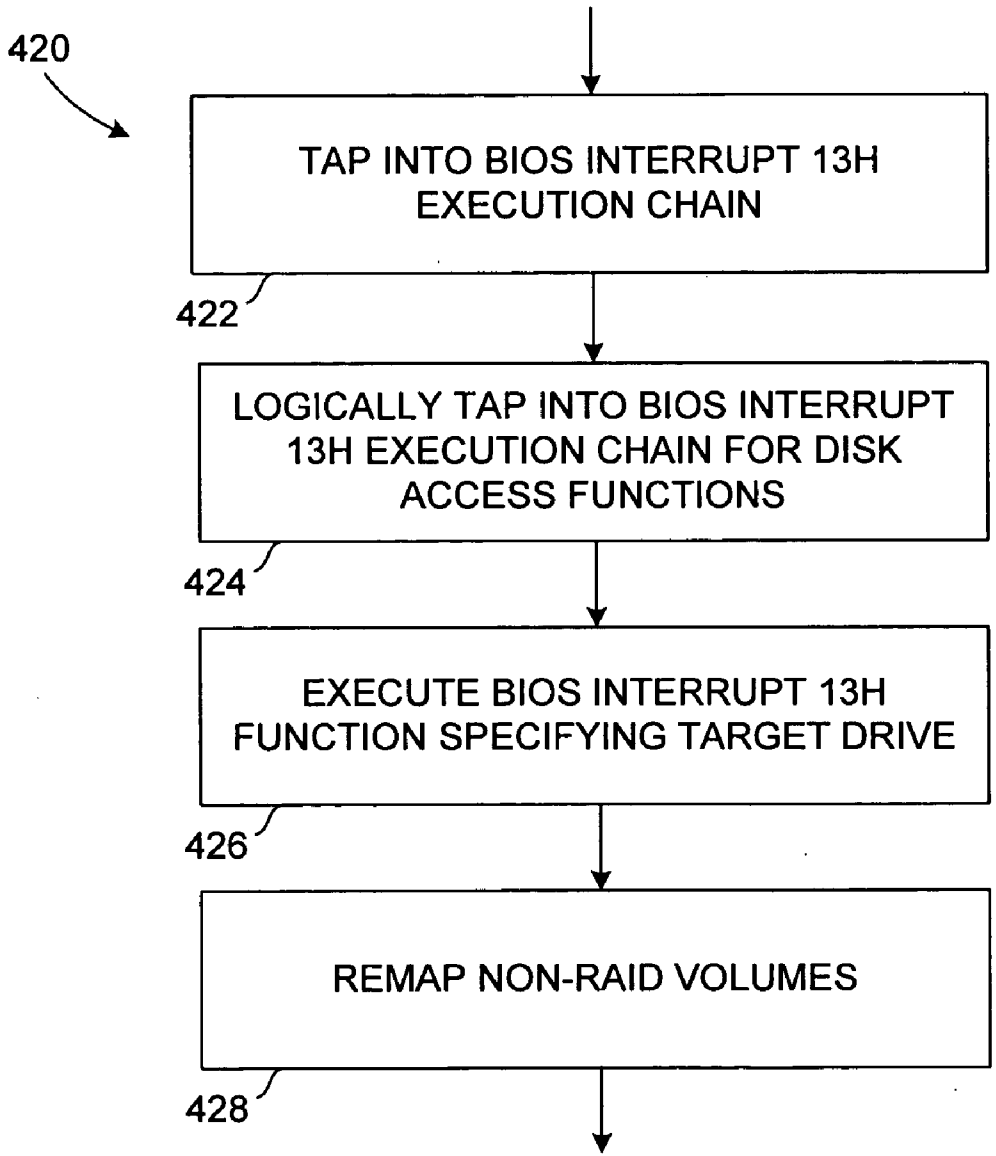 420
TAP INTO BIOS INTERRUPT 13H
EXECUTION CHAIN
422
LOGICALLY TAP INTO BIOS INTERRUPT
13H EXECUTION CHAIN FOR DISK
ACCESS FUNCTIONS
424
EXECUTE BIOS INTERRUPT 13H
FUNCTION SPECIFYING TARGET DRIVE
426
REMAP NON-RAID VOLUMES
428